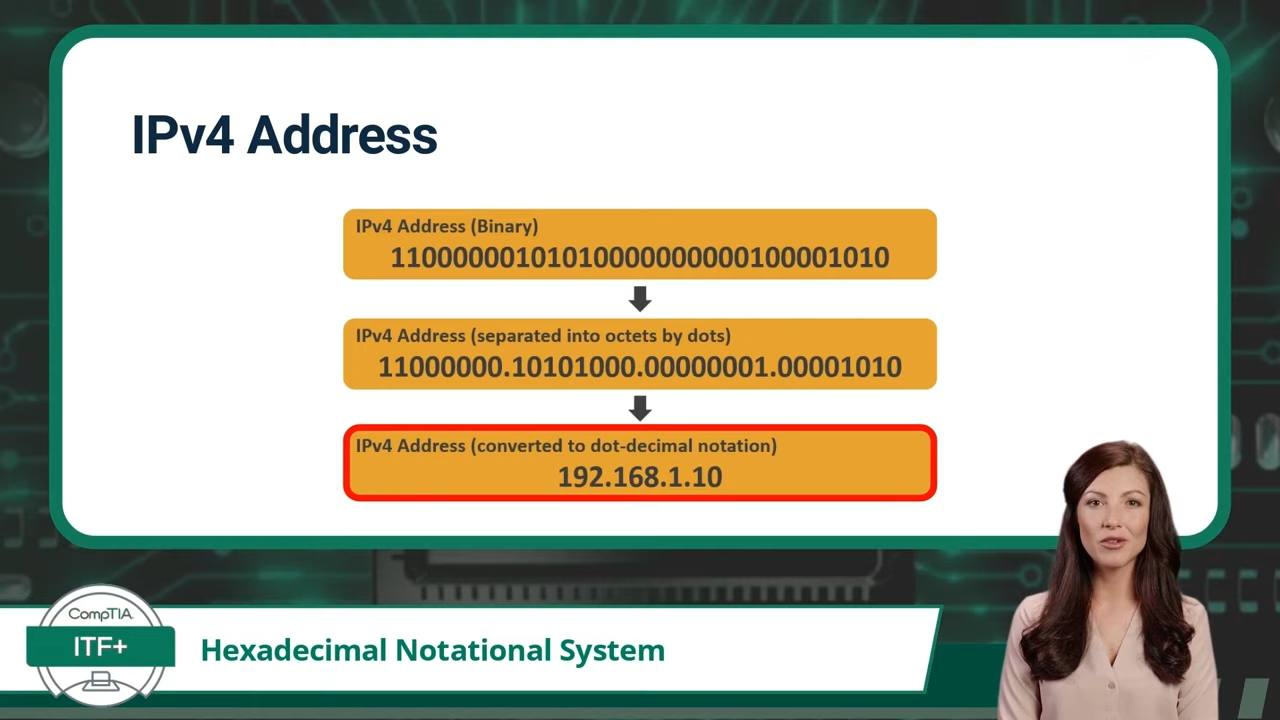 IPv4 Address
IPv4 Address (Binary)
11000000101010000000000100001010
IPv4 Address (separated into octets by dots)
11000000.10101000.00000001.00001010
IPv4 Address (converted to dot-decimal notation)
192.168.1.10
CompTIA.
ITF+
Hexadecimal Notational System